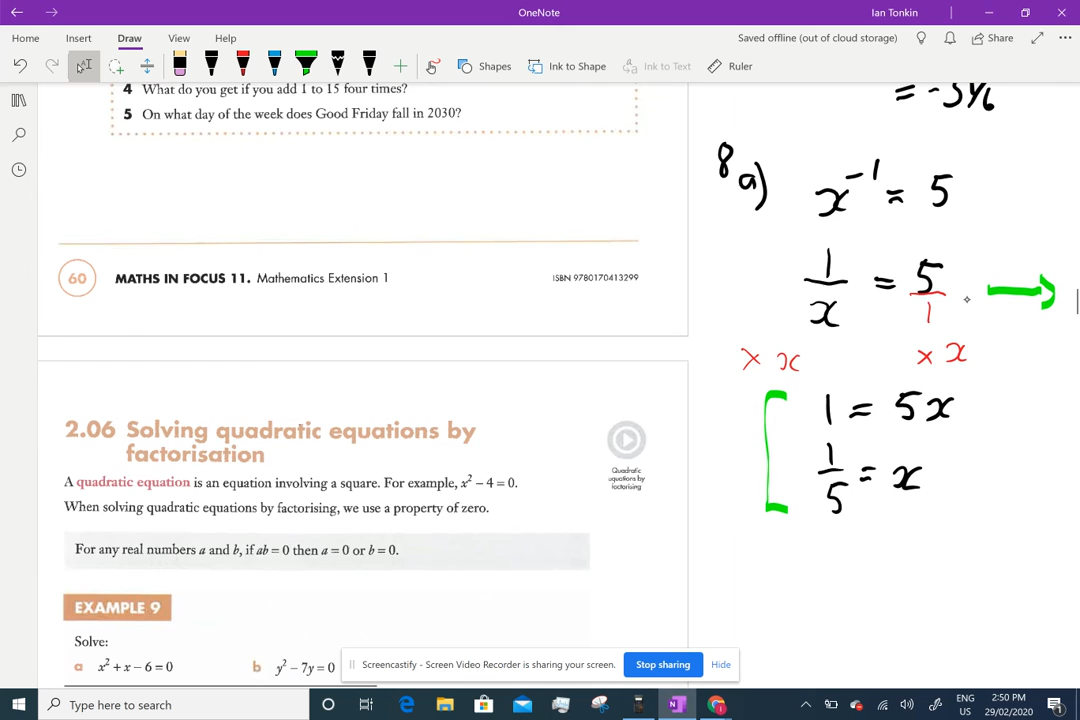 OneNote
Ian Tonkin
Home Insert Draw View Help
Saved offline (out of cloud storage)
Share
Shapes
Ink to Shape
Ink to Text
Ruler
4 What do you get if you add 1 to 15 four times?
5 On what day of the week does Good Friday fall in 2030?
60 MATHS IN FOCUS 11. Mathematics Extension 1
ISBN 9780170413299
2.06 Solving quadratic equations by
factorisation
Quadratic
equations by
factorising
A quadratic equation is an equation involving a square. For example, x² – 4 = 0.
When solving quadratic equations by factorising, we use a property of zero.
For any real numbers a and b, if ab = 0 then a = 0 or b = 0.
EXAMPLE 9
Solve:
a x² + x – 6 = 0 b y² – 7y = 0
8 a) x⁻¹ = 5
1/x = 5/1
× x × x
1 = 5x
1/5 = x
Screencastify - Screen Video Recorder is sharing your screen.
Stop sharing
Hide
Type here to search
ENG
US
2:50 PM
29/02/2020
1